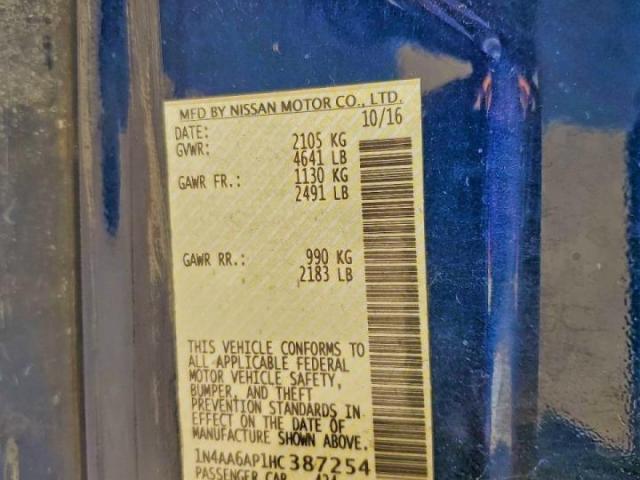 MFD BY NISSAN MOTOR CO., LTD.
DATE: 10/16
GVWR: 2105 KG
4641 LB
GAWR FR.: 1130 KG
2491 LB
GAWR RR.: 990 KG
2183 LB
THIS VEHICLE CONFORMS TO
ALL APPLICABLE FEDERAL
MOTOR VEHICLE SAFETY,
BUMPER, AND THEFT
PREVENTION STANDARDS IN
EFFECT ON THE DATE OF
MANUFACTURE SHOWN ABOVE.
1N4AA6AP1HC387254
PASSENGER CAR